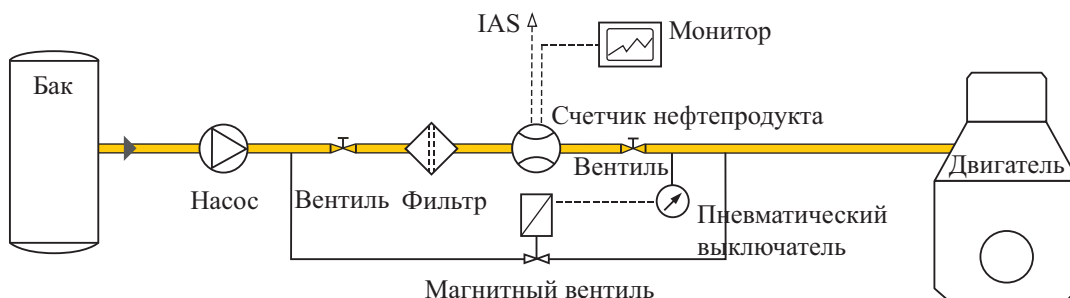 IAS
Монитор
Бак
Счетчик нефтепродукта
Насос
Вентиль
Фильтр
Вентиль
Двигатель
Пневматический
выключатель
Магнитный вентиль